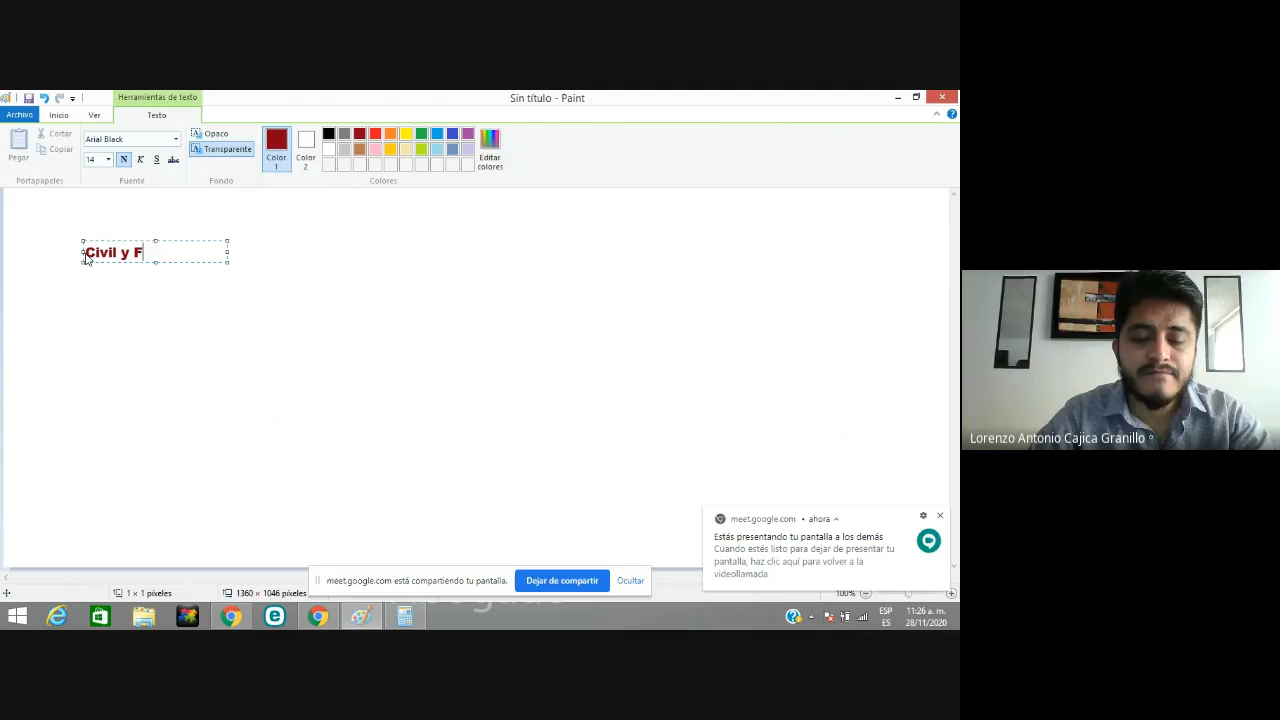 Herramientas de texto
Sin título - Paint
Archivo
Inicio
Ver
Texto
Pegar
Cortar
Copiar
Portapapeles
Arial Black
14
N K S abc
Fuente
Opaco
Transparente
Fondo
Color 1
Color 2
Editar colores
Colores
Civil y F
Lorenzo Antonio Cajica Granillo
meet.google.com • ahora
Estás presentando tu pantalla a los demás
Cuando estés listo para dejar de presentar tu
pantalla, haz clic aquí para volver a la
videollamada
meet.google.com está compartiendo tu pantalla.
Dejar de compartir
Ocultar
1 × 1 píxeles
1360 × 1046 píxeles
100%
ESP
ES
11:26 a. m.
28/11/2020